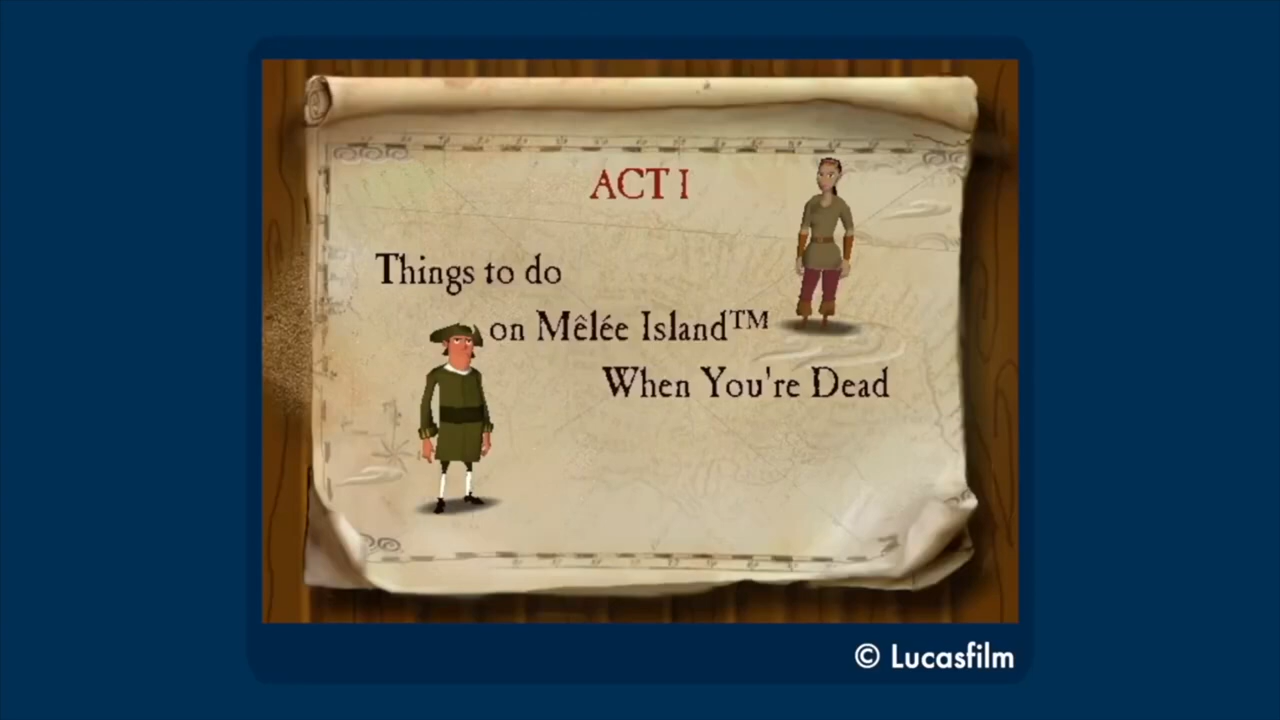 ACT I
Things to do
on Mêlée Island™
When You're Dead
© Lucasfilm